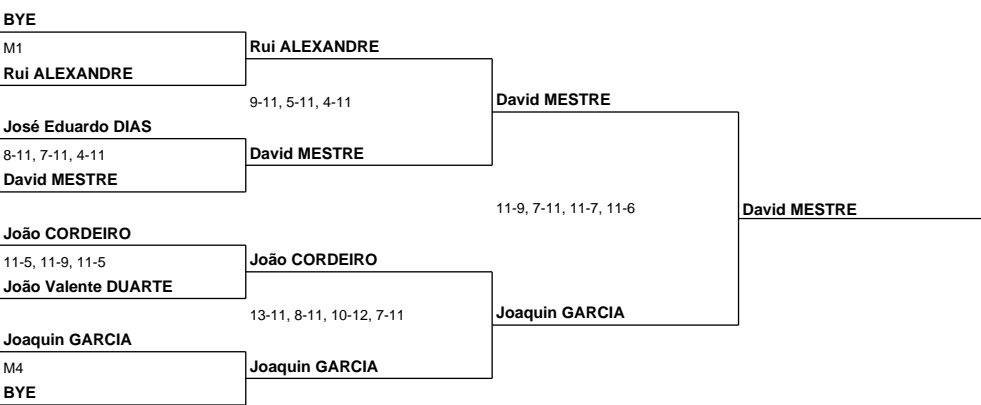 BYE
M1
Rui ALEXANDRE
Rui ALEXANDRE
9-11, 5-11, 4-11
David MESTRE
José Eduardo DIAS
8-11, 7-11, 4-11
David MESTRE
David MESTRE
11-9, 7-11, 11-7, 11-6
David MESTRE
João CORDEIRO
11-5, 11-9, 11-5
João CORDEIRO
João Valente DUARTE
13-11, 8-11, 10-12, 7-11
Joaquin GARCIA
Joaquin GARCIA
M4
Joaquin GARCIA
BYE